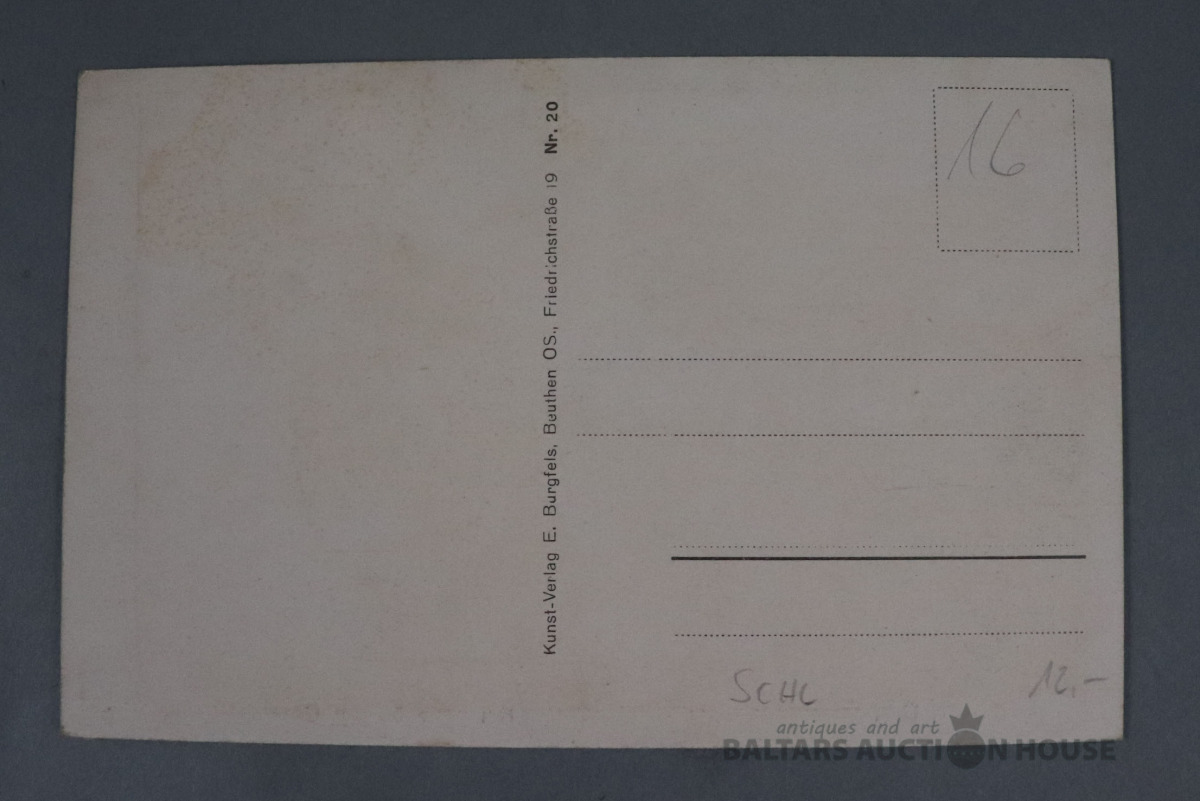 Kunst-Verlag E. Burgfels, Beuthen OS., Friedrichstraße 19 Nr. 20
16
SCHL
12,-
antiques and art
BALTARS AUCTION HOUSE